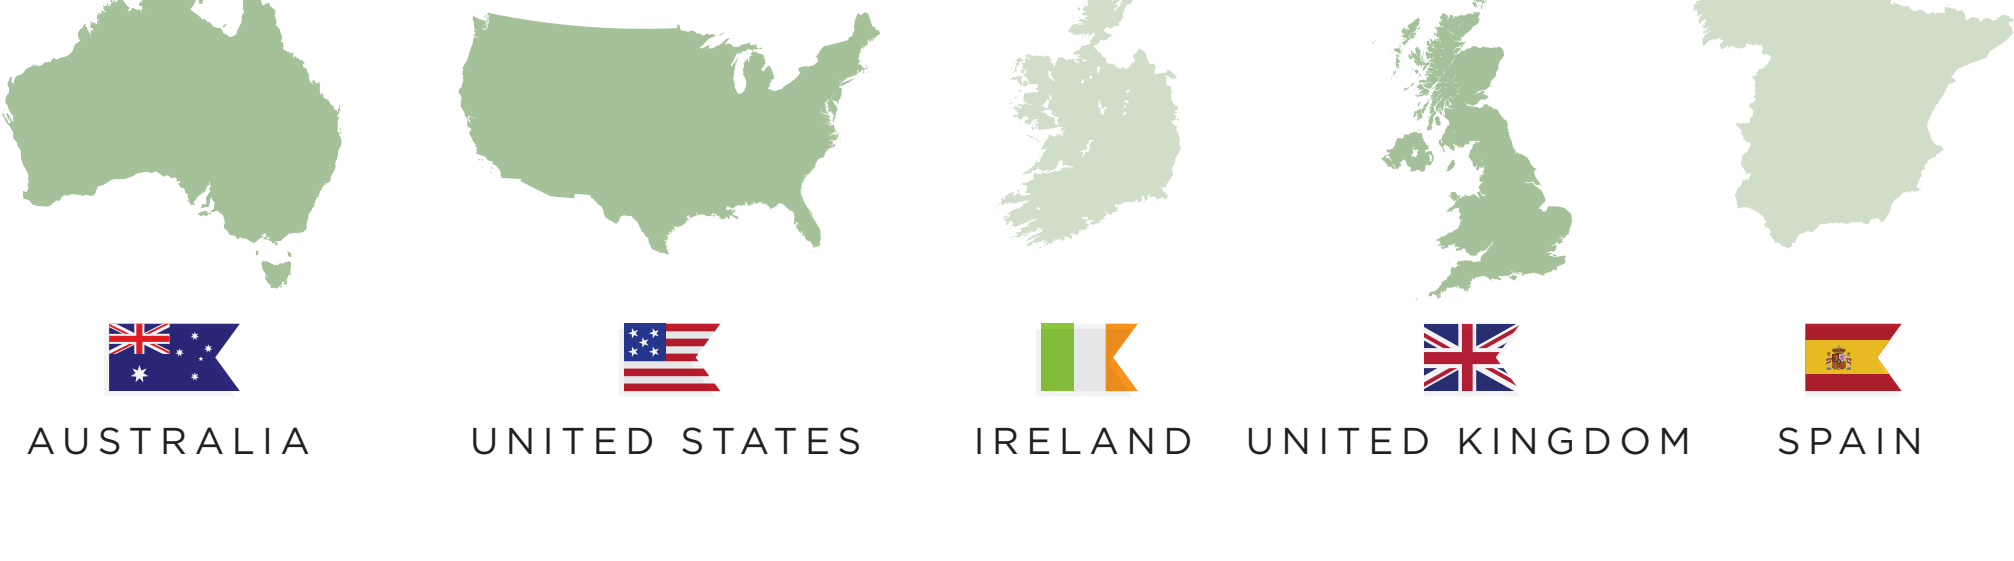 AUSTRALIA
UNITED STATES
IRELAND
UNITED KINGDOM
SPAIN